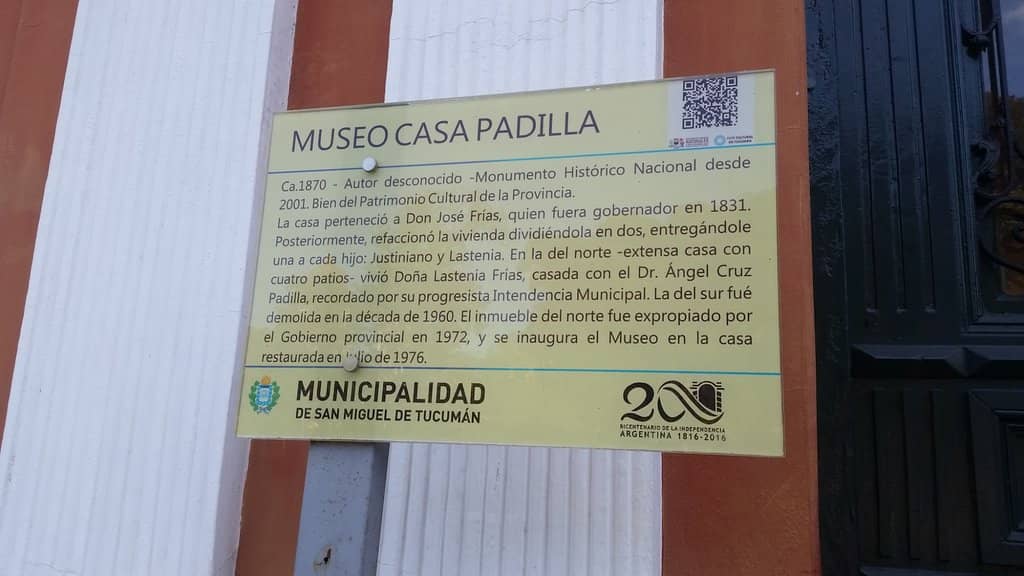 MUSEO CASA PADILLA
Ca.1870 - Autor desconocido -Monumento Histórico Nacional desde
2001. Bien del Patrimonio Cultural de la Provincia.
La casa perteneció a Don José Frías, quien fuera gobernador en 1831.
Posteriormente, refaccionó la vivienda dividiéndola en dos, entregándole
una a cada hijo: Justiniano y Lastenia. En la del norte -extensa casa con
cuatro patios- vivió Doña Lastenia Frías, casada con el Dr. Ángel Cruz
Padilla, recordado por su progresista Intendencia Municipal. La del sur fué
demolida en la década de 1960. El inmueble del norte fue expropiado por
el Gobierno provincial en 1972, y se inaugura el Museo en la casa
restaurada en Julio de 1976.
MUNICIPALIDAD
DE SAN MIGUEL DE TUCUMÁN
200
BICENTENARIO DE LA INDEPENDENCIA
ARGENTINA 1816-2016